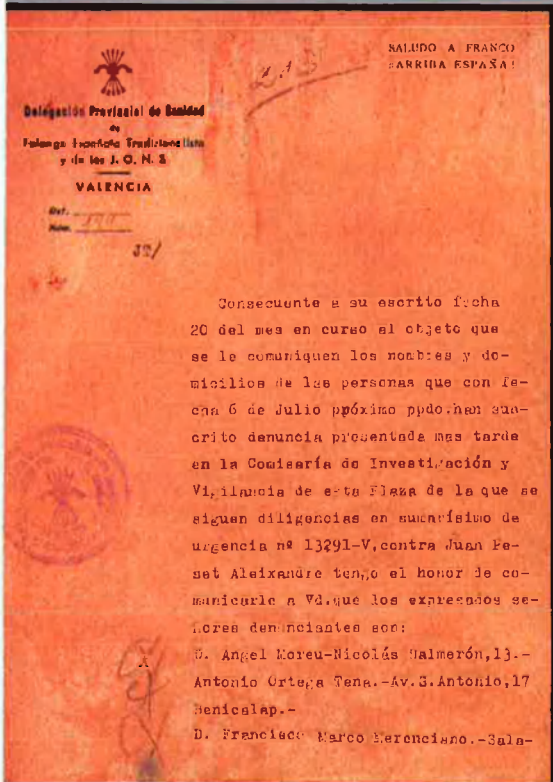 SALUDO A FRANCO
¡ARRIBA ESPAÑA!
Delegación Provincial de Sanidad
de
Falange Española Tradicionalista
y de las J. O. N. S.
VALENCIA
Ref.
Núm.
JS/
Consecuente a su escrito fecha
20 del mes en curso al objeto que
se le comuniquen los nombres y do-
micilios de las personas que con fe-
cha 6 de Julio ppóximo ppdo.han sus-
crito denuncia presentada mas tarde
en la Comisaría de Investigación y
Vigilancia de esta Plaza de la que se
siguen diligencias en sumarísimo de
urgencia nº 13291-V,contra Juan Pe-
set Aleixandre tengo el honor de co-
municarle a Vd.que los expresados se-
ñores denunciantes son:
D. Angel Moreu-Nicolás Salmerón,13.-
Antonio Ortega Tena.-Av.S.Antonio,17
Benicalap.-
D. Francisco Marco Merenciano.-Sala-